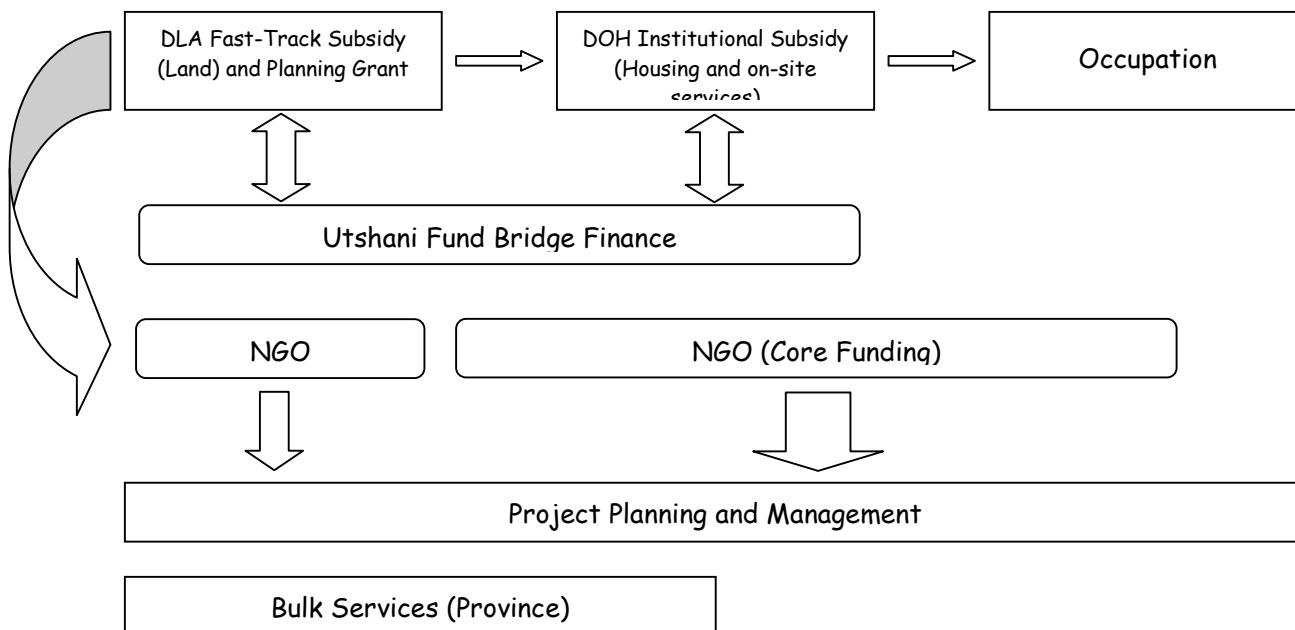 DLA Fast-Track Subsidy
(Land) and Planning Grant
DOH Institutional Subsidy
(Housing and on-site
services)
Occupation
Utshani Fund Bridge Finance
NGO
NGO (Core Funding)
Project Planning and Management
Bulk Services (Province)